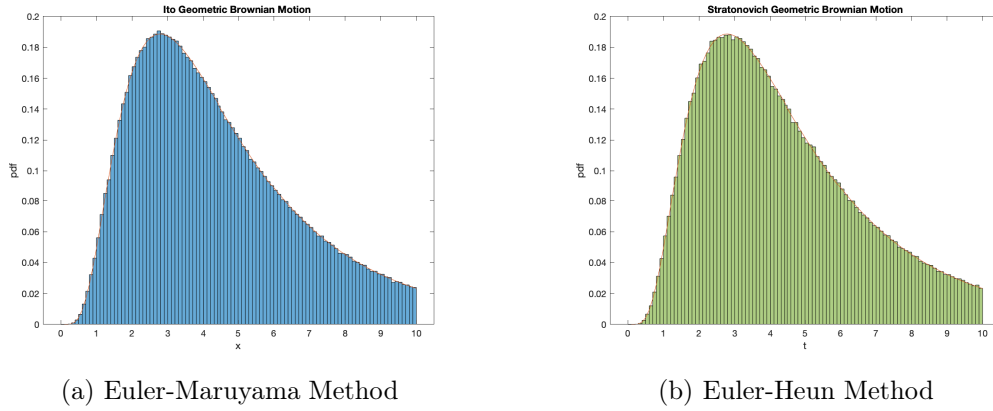 Ito Geometric Brownian Motion
0.2
0.18
0.16
0.14
0.12
0.1
0.08
0.06
0.04
0.02
0
pdf
0 1 2 3 4 5 6 7 8 9 10
x
(a) Euler-Maruyama Method
Stratonovich Geometric Brownian Motion
0.2
0.18
0.16
0.14
0.12
0.1
0.08
0.06
0.04
0.02
0
pdf
0 1 2 3 4 5 6 7 8 9 10
t
(b) Euler-Heun Method